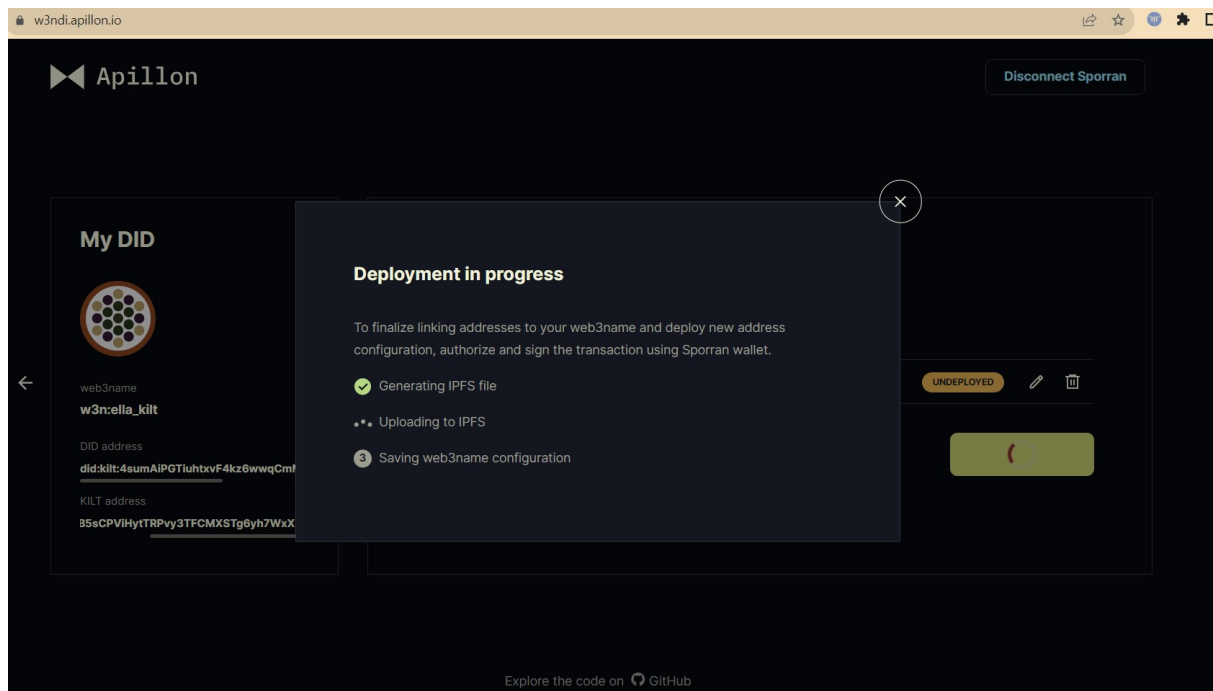 w3ndi.apillon.io
Apillon
Disconnect Sporran
My DID
web3name
w3n:ella_kilt
DID address
did:kilt:4sumAiPGTiuhtxvF4kz6wwqCm
KILT address
35sCPViHytTRPvy3TFCMXSTg6yh7WxX
Deployment in progress
To finalize linking addresses to your web3name and deploy new address
configuration, authorize and sign the transaction using Sporran wallet.
Generating IPFS file
Uploading to IPFS
3 Saving web3name configuration
UNDEPLOYED
Explore the code on GitHub